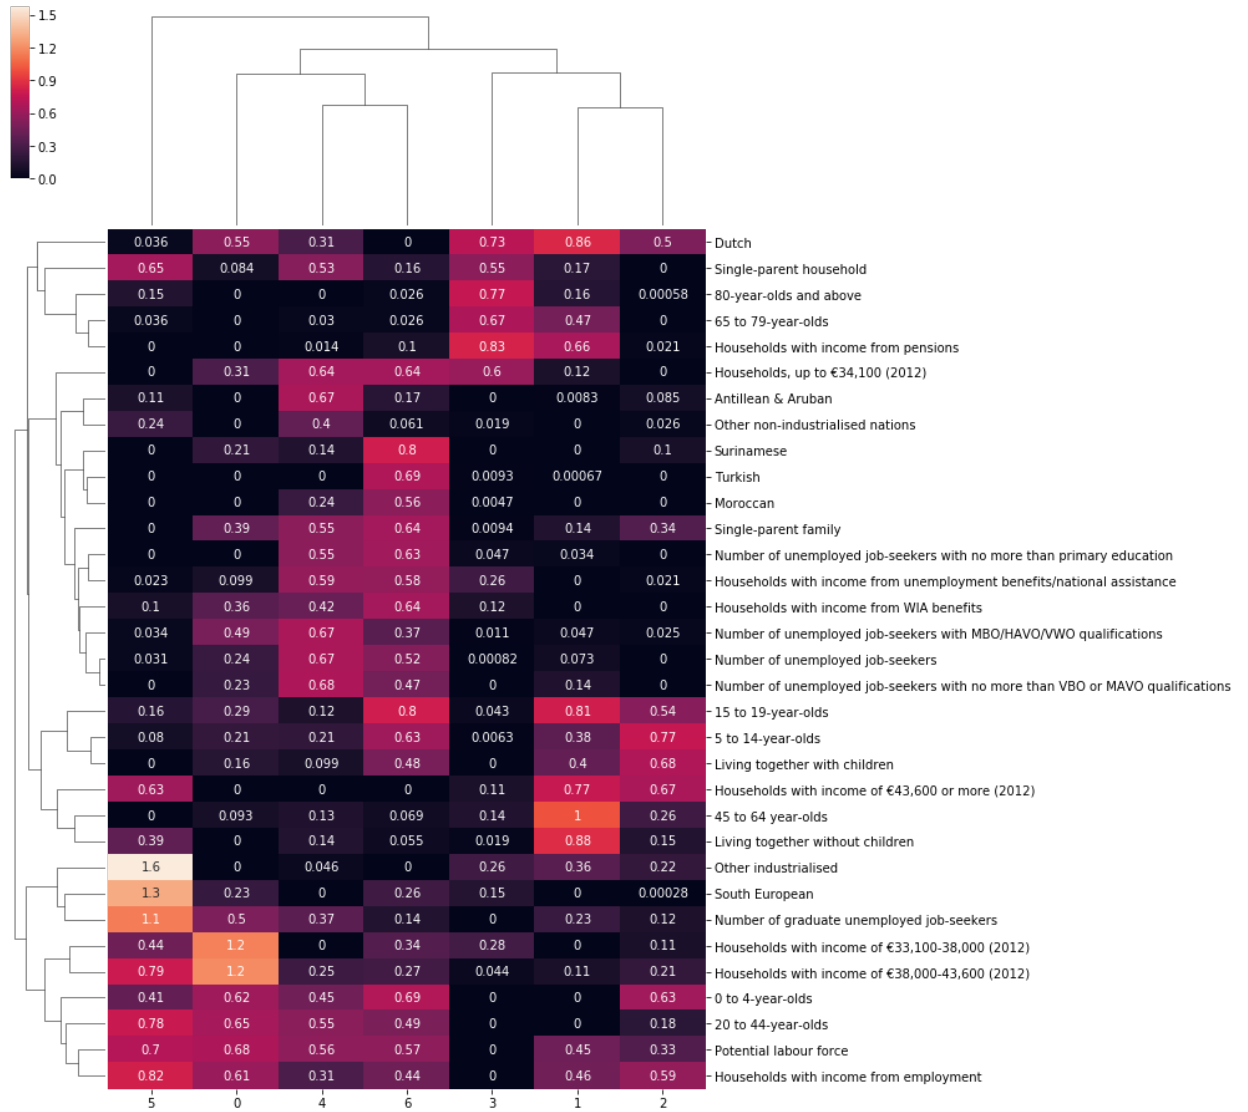 1.5
1.2
0.9
0.6
0.3
0.0
0.036 0.55 0.31 0 0.73 0.86 0.5 Dutch
0.65 0.084 0.53 0.16 0.55 0.17 0 Single-parent household
0.15 0 0 0.026 0.77 0.16 0.00058 80-year-olds and above
0.036 0 0.03 0.026 0.67 0.47 0 65 to 79-year-olds
0 0 0.014 0.1 0.83 0.66 0.021 Households with income from pensions
0 0.31 0.64 0.64 0.6 0.12 0 Households, up to €34,100 (2012)
0.11 0 0.67 0.17 0 0.0083 0.085 Antillean & Aruban
0.24 0 0.4 0.061 0.019 0 0.026 Other non-industrialised nations
0 0.21 0.14 0.8 0 0 0.1 Surinamese
0 0 0 0.69 0.0093 0.00067 0 Turkish
0 0 0.24 0.56 0.0047 0 0 Moroccan
0 0.39 0.55 0.64 0.0094 0.14 0.34 Single-parent family
0 0 0.55 0.63 0.047 0.034 0 Number of unemployed job-seekers with no more than primary education
0.023 0.099 0.59 0.58 0.26 0 0.021 Households with income from unemployment benefits/national assistance
0.1 0.36 0.42 0.64 0.12 0 0 Households with income from WIA benefits
0.034 0.49 0.67 0.37 0.011 0.047 0.025 Number of unemployed job-seekers with MBO/HAVO/VWO qualifications
0.031 0.24 0.67 0.52 0.00082 0.073 0 Number of unemployed job-seekers
0 0.23 0.68 0.47 0 0.14 0 Number of unemployed job-seekers with no more than VBO or MAVO qualifications
0.16 0.29 0.12 0.8 0.043 0.81 0.54 15 to 19-year-olds
0.08 0.21 0.21 0.63 0.0063 0.38 0.77 5 to 14-year-olds
0 0.16 0.099 0.48 0 0.4 0.68 Living together with children
0.63 0 0 0 0.11 0.77 0.67 Households with income of €43,600 or more (2012)
0 0.093 0.13 0.069 0.14 1 0.26 45 to 64 year-olds
0.39 0 0.14 0.055 0.019 0.88 0.15 Living together without children
1.6 0 0.046 0 0.26 0.36 0.22 Other industrialised
1.3 0.23 0 0.26 0.15 0 0.00028 South European
1.1 0.5 0.37 0.14 0 0.23 0.12 Number of graduate unemployed job-seekers
0.44 1.2 0 0.34 0.28 0 0.11 Households with income of €33,100-38,000 (2012)
0.79 1.2 0.25 0.27 0.044 0.11 0.21 Households with income of €38,000-43,600 (2012)
0.41 0.62 0.45 0.69 0 0 0.63 0 to 4-year-olds
0.78 0.65 0.55 0.49 0 0 0.18 20 to 44-year-olds
0.7 0.68 0.56 0.57 0 0.45 0.33 Potential labour force
0.82 0.61 0.31 0.44 0 0.46 0.59 Households with income from employment
5 0 4 6 3 1 2